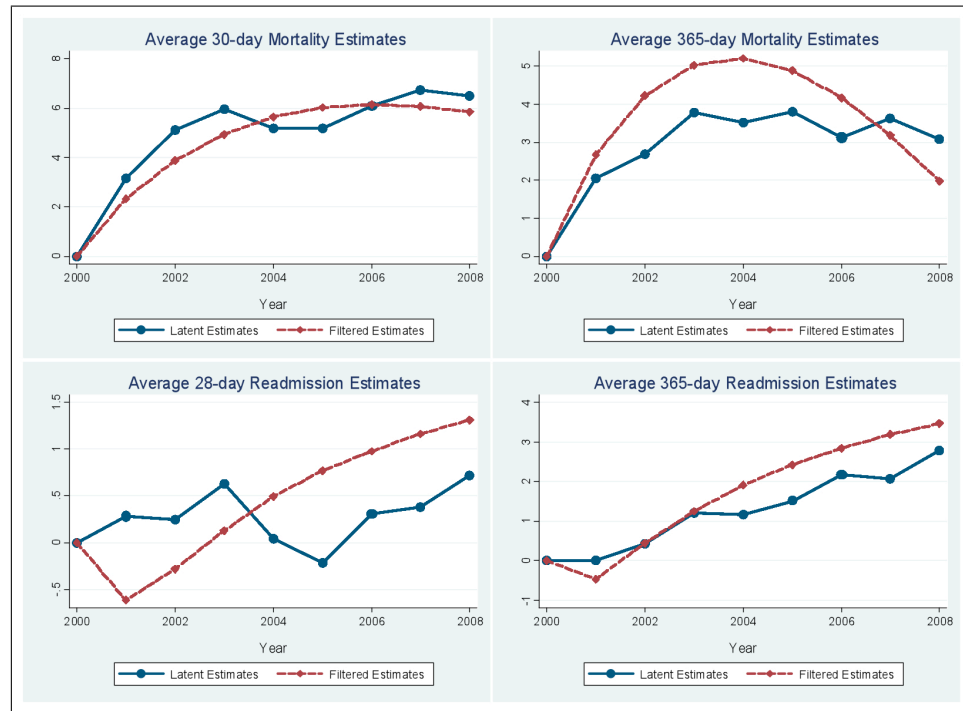 Average 30-day Mortality Estimates
8
6
4
2
0
2000 2002 2004 2006 2008
Year
Latent Estimates Filtered Estimates
Average 365-day Mortality Estimates
5
4
3
2
1
0
2000 2002 2004 2006 2008
Year
Latent Estimates Filtered Estimates
Average 28-day Readmission Estimates
1.5
1
.5
0
-.5
2000 2002 2004 2006 2008
Year
Latent Estimates Filtered Estimates
Average 365-day Readmission Estimates
4
3
2
1
0
-1
2000 2002 2004 2006 2008
Year
Latent Estimates Filtered Estimates